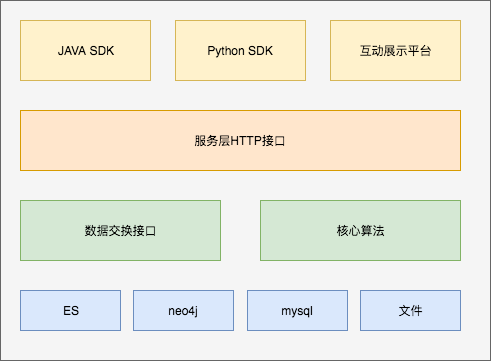 JAVA SDK
Python SDK
互动展示平台
服务层HTTP接口
数据交换接口
核心算法
ES
neo4j
mysql
文件